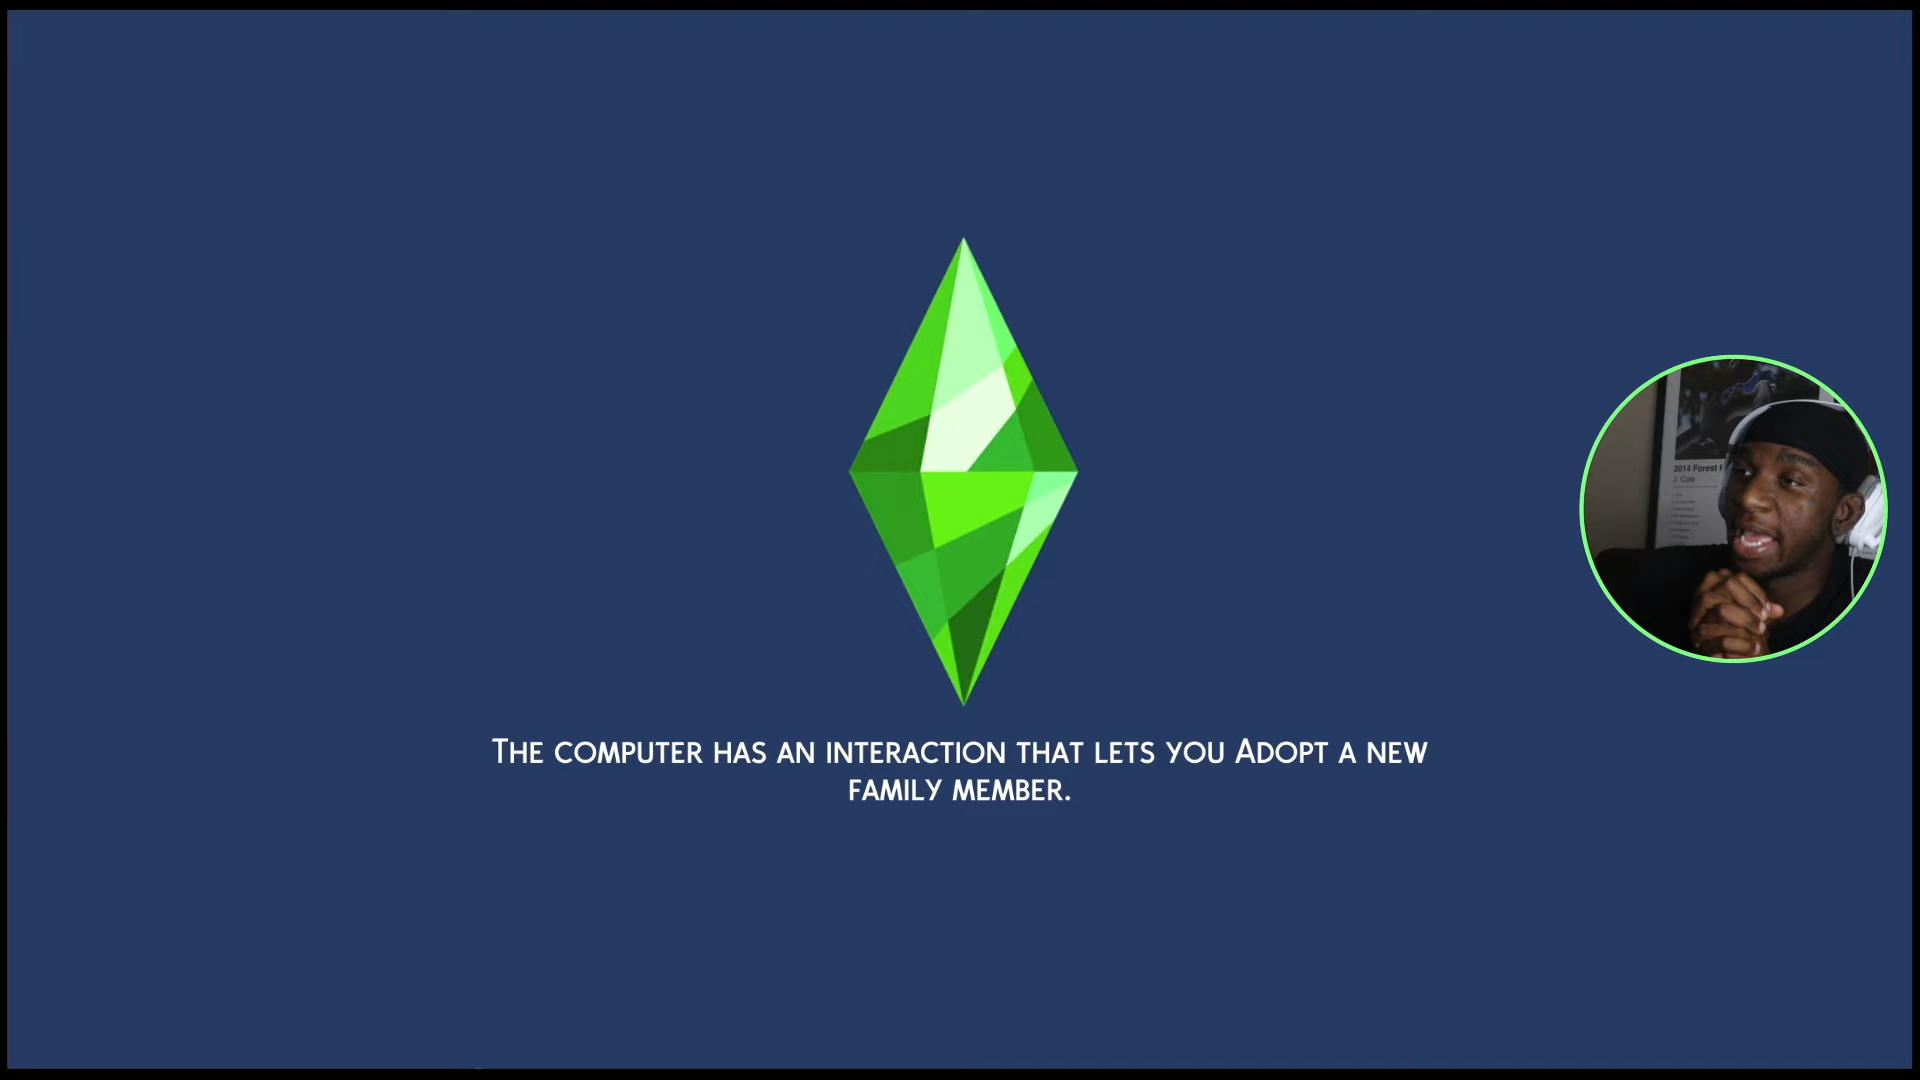 The computer has an interaction that lets you Adopt a new
family member.
2014 Forest H
J. Cole